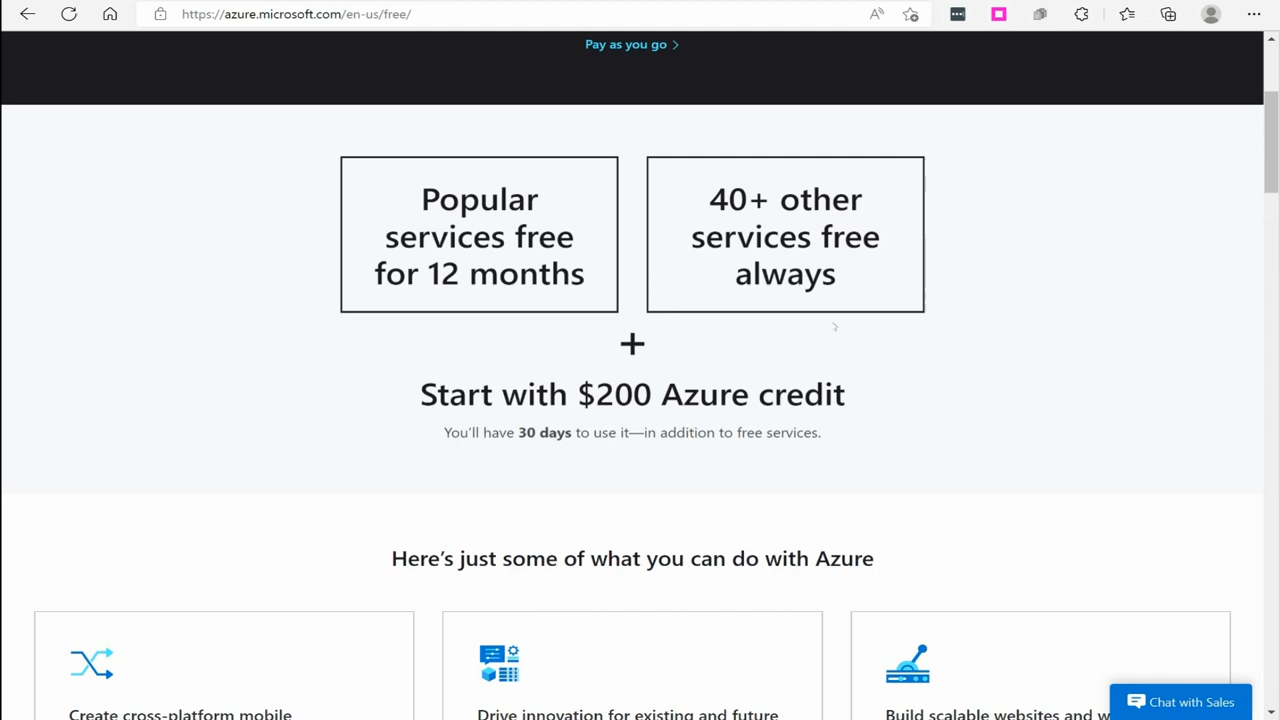 https://azure.microsoft.com/en-us/free/
Pay as you go >
Popular
services free
for 12 months
40+ other
services free
always
+
Start with $200 Azure credit
You'll have 30 days to use it—in addition to free services.
Here's just some of what you can do with Azure
Create cross-platform mobile
Drive innovation for existing and future
Build scalable websites and w
Chat with Sales